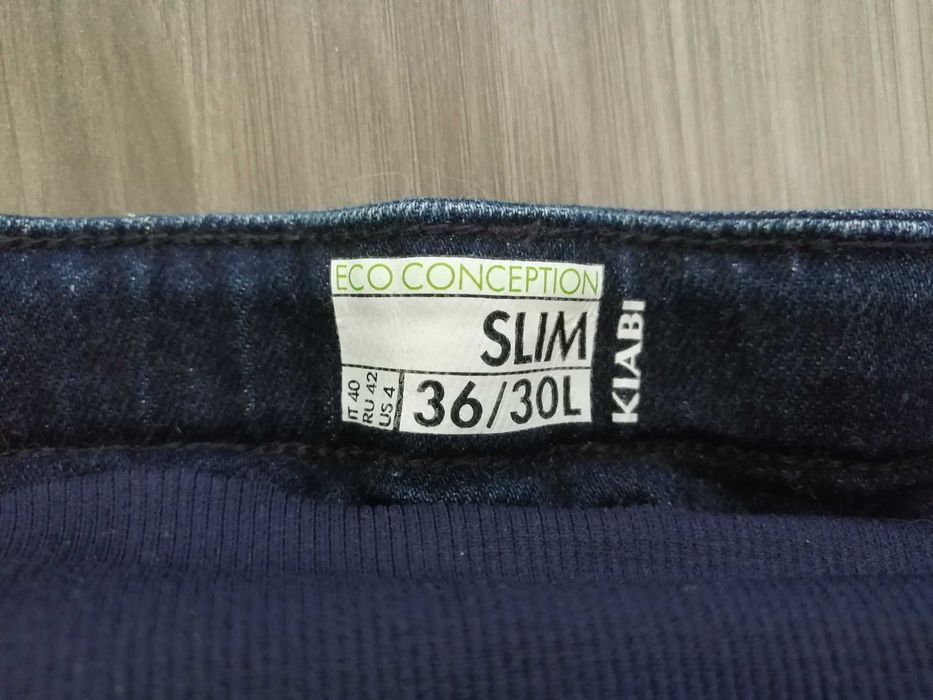 ECO CONCEPTION
SLIM
IT 40
RU 42
US 4
36/30L
KIABI